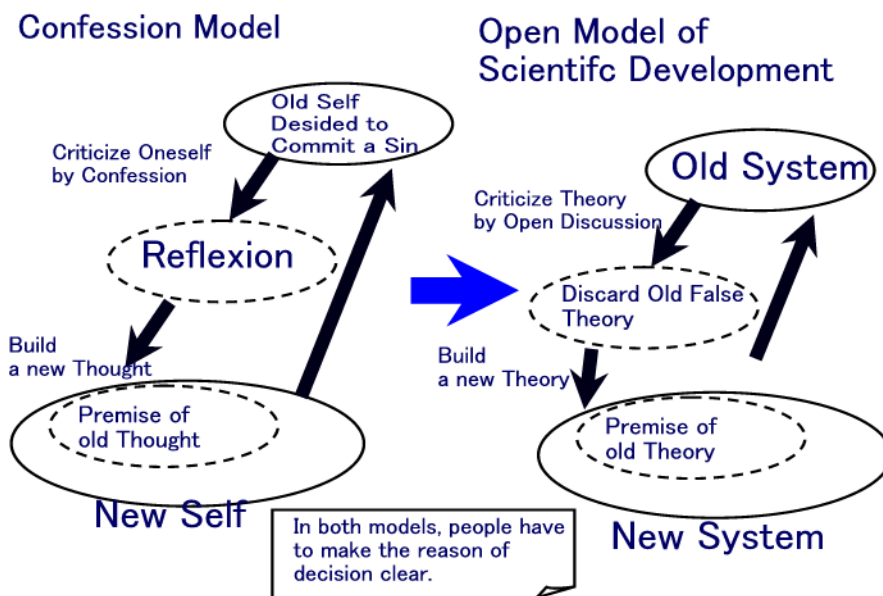 Confession Model
Old Self
Desided to
Commit a Sin
Criticize Oneself
by Confession
Reflexion
Build
a new Thought
Premise of
old Thought
New Self
Open Model of
Scientifc Development
Old System
Criticize Theory
by Open Discussion
Discard Old False
Theory
Build
a new Theory
Premise of
old Theory
New System
In both models, people have
to make the reason of
decision clear.